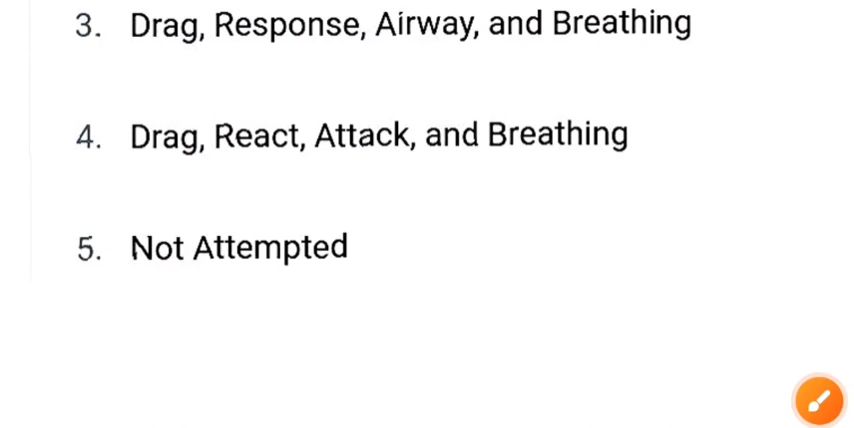 3. Drag, Response, Airway, and Breathing
4. Drag, React, Attack, and Breathing
5. Not Attempted